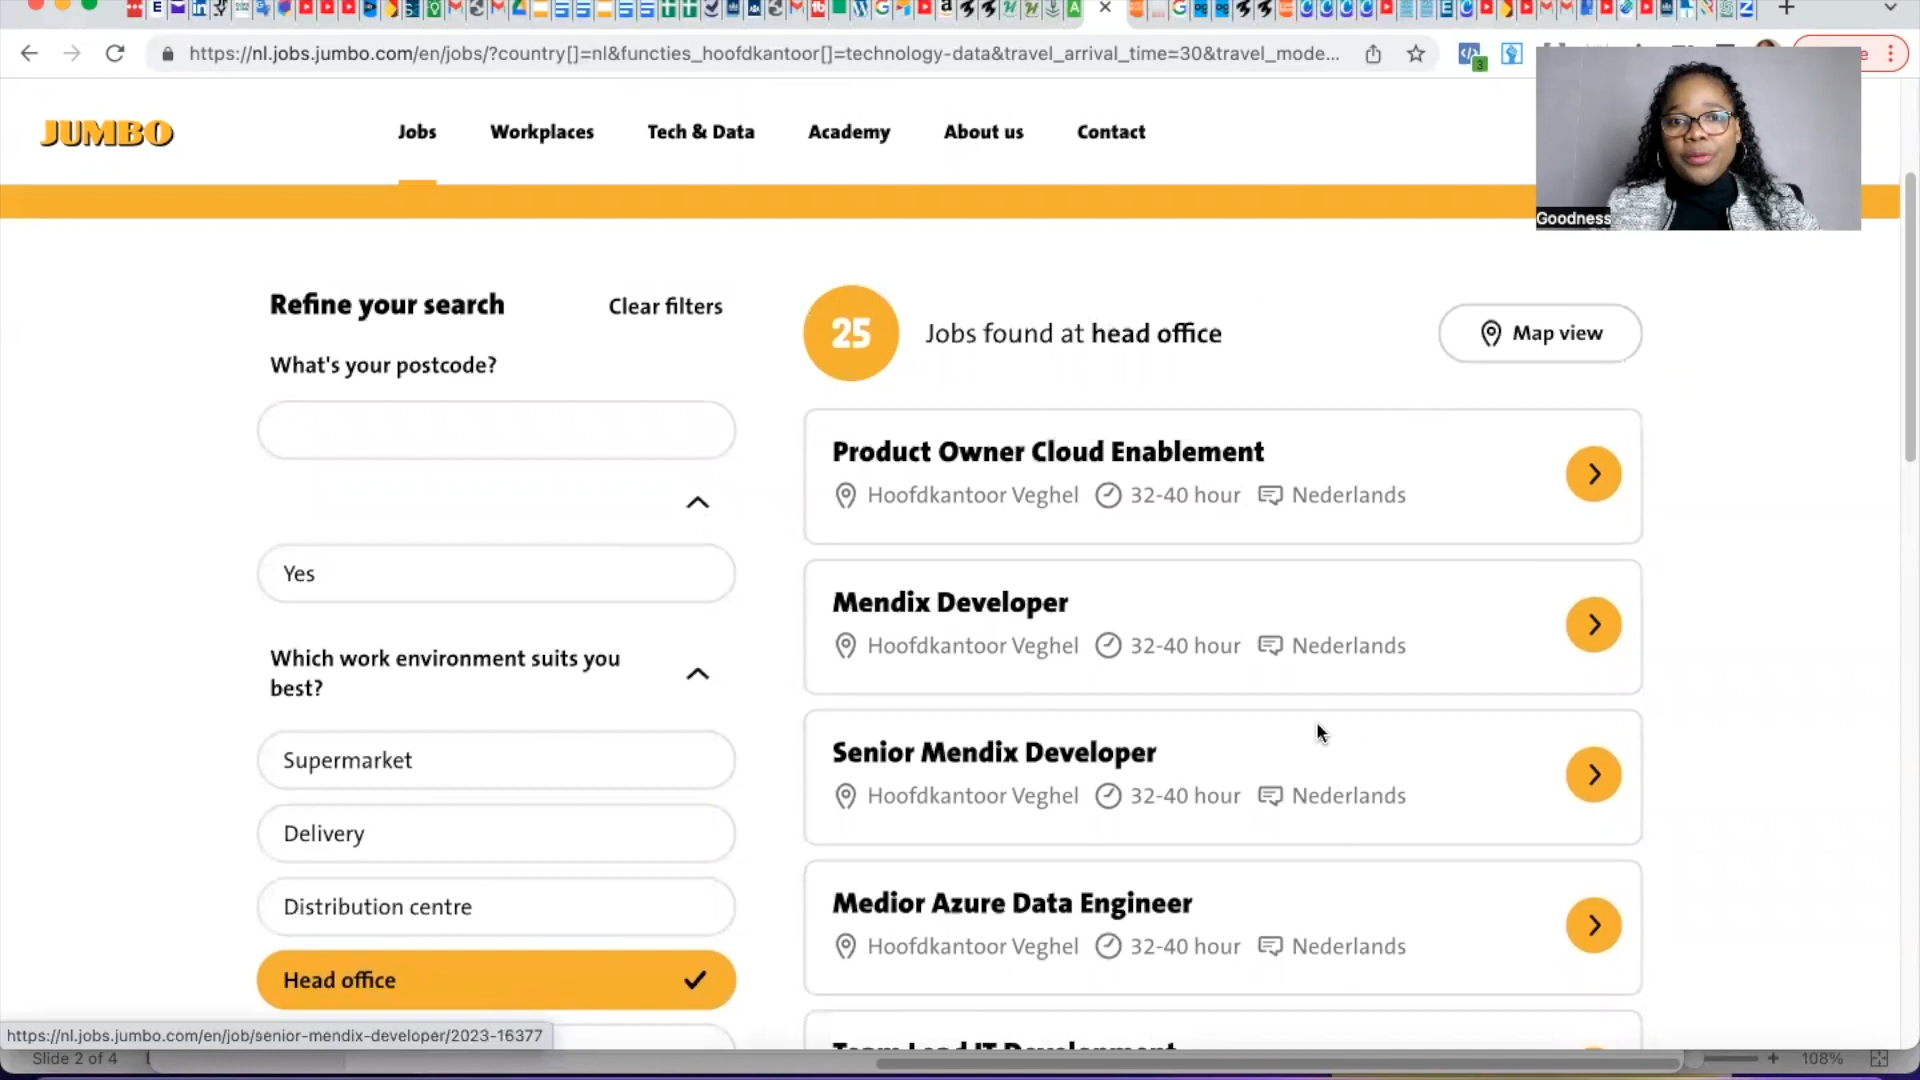 https://nl.jobs.jumbo.com/en/jobs/?country[]=nl&functies_hoofdkantoor[]=technology-data&travel_arrival_time=30&travel_mode...
JUMBO
Jobs
Workplaces
Tech & Data
Academy
About us
Contact
Goodness
Refine your search
Clear filters
What's your postcode?
Yes
Which work environment suits you
best?
Supermarket
Delivery
Distribution centre
Head office
25
Jobs found at head office
Map view
Product Owner Cloud Enablement
Hoofdkantoor Veghel 32-40 hour Nederlands
Mendix Developer
Hoofdkantoor Veghel 32-40 hour Nederlands
Senior Mendix Developer
Hoofdkantoor Veghel 32-40 hour Nederlands
Medior Azure Data Engineer
Hoofdkantoor Veghel 32-40 hour Nederlands
Team Lead IT Development
https://nl.jobs.jumbo.com/en/job/senior-mendix-developer/2023-16377
Slide 2 of 4
108%